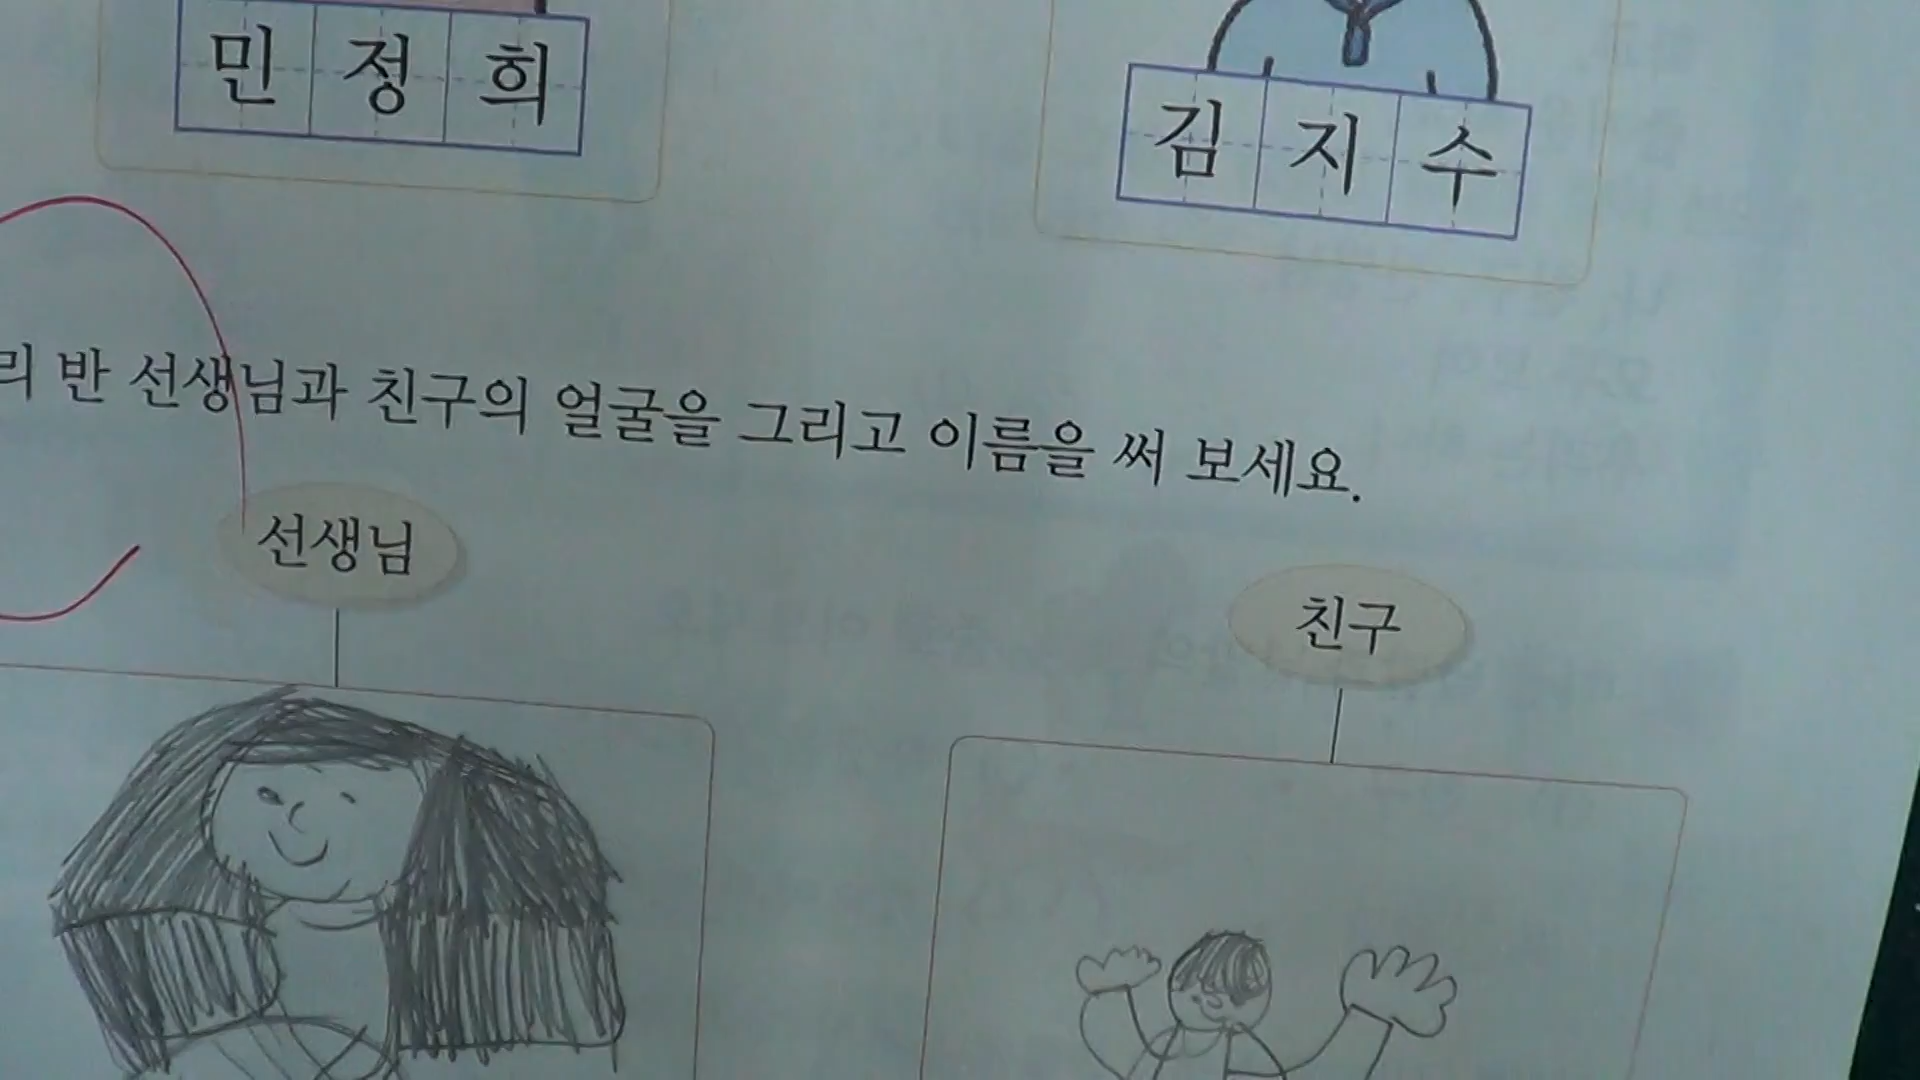 민정희
김지수
리 반 선생님과 친구의 얼굴을 그리고 이름을 써 보세요.
선생님
친구